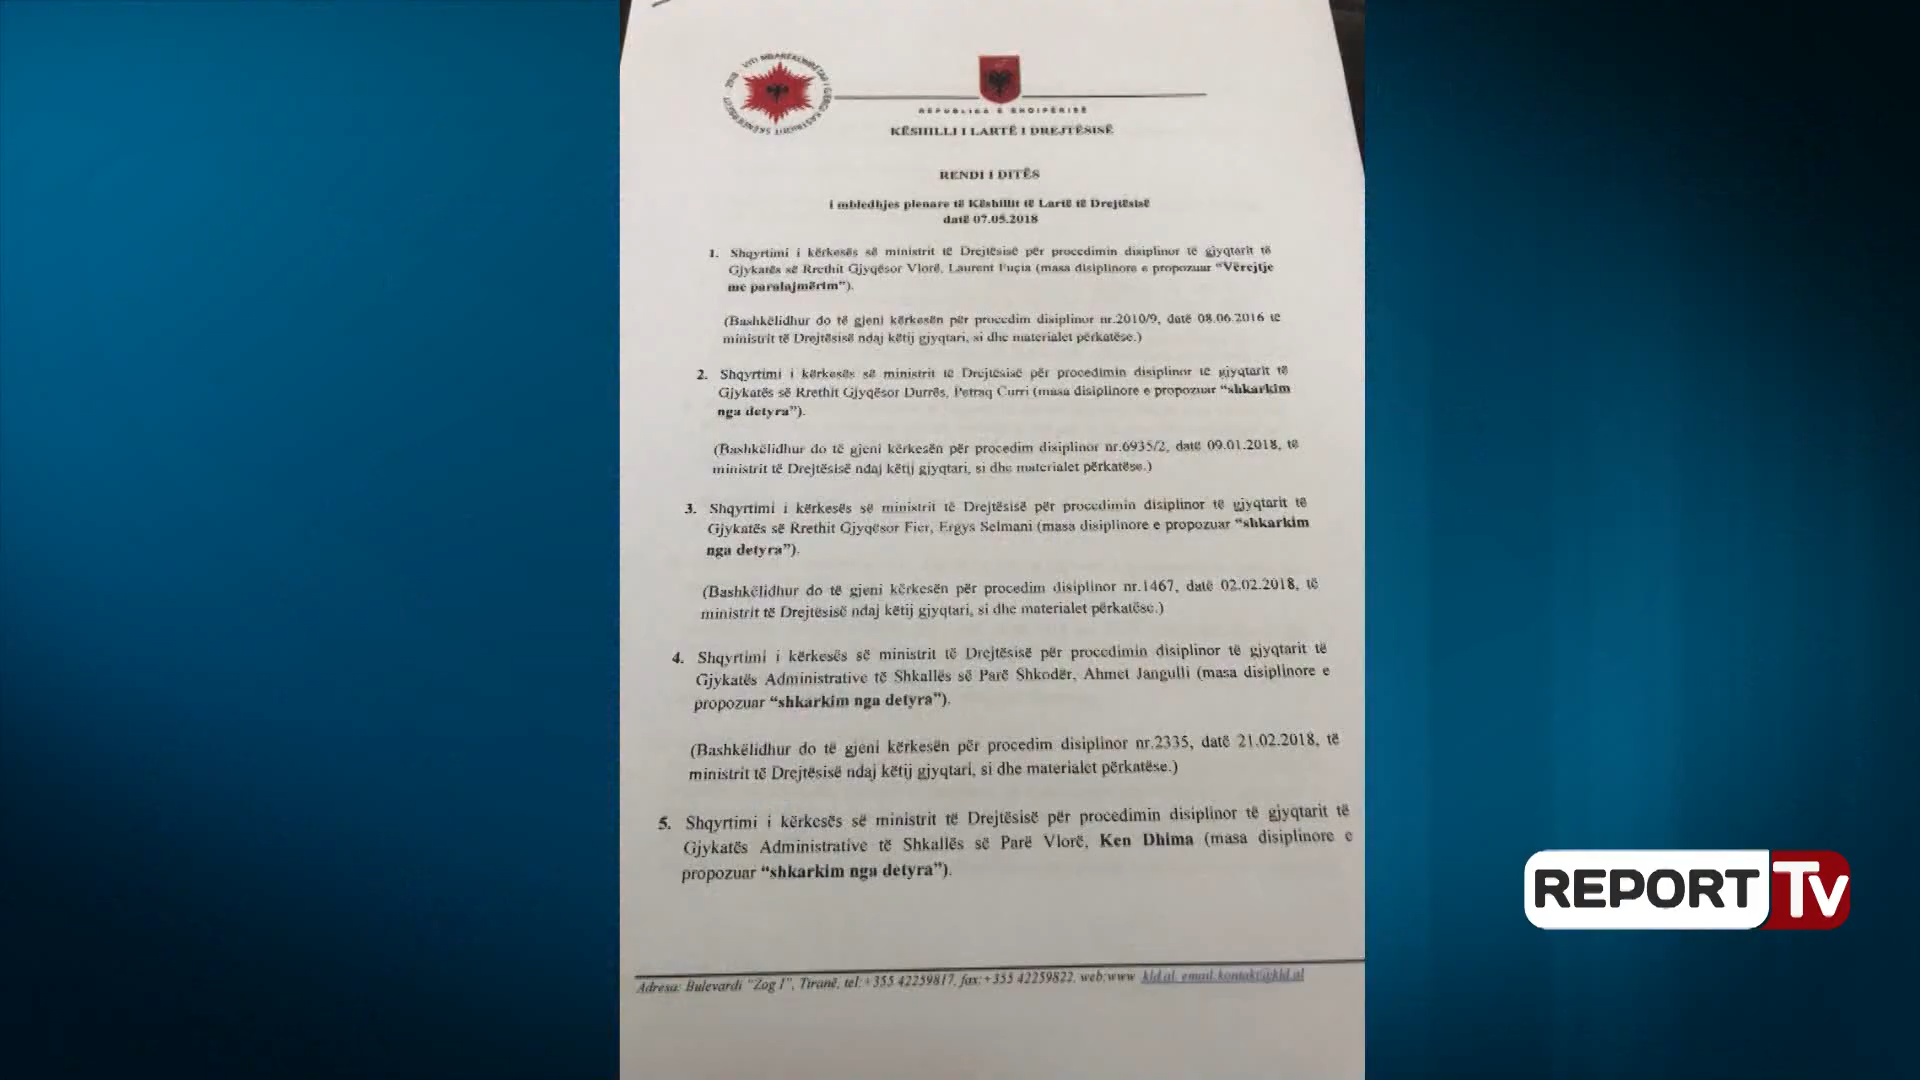 2018 - VITI MBARËKOMBËTAR I GJERGJ KASTRIOTIT SKËNDERBEUT
REPUBLIKA E SHQIPËRISË
KËSHILLI I LARTË I DREJTËSISË
RENDI I DITËS
i mbledhjes plenare të Këshillit të Lartë të Drejtësisë
datë 07.05.2018
1. Shqyrtimi i kërkesës së ministrit të Drejtësisë për procedimin disiplinor të gjyqtarit të
Gjykatës së Rrethit Gjyqësor Vlorë, Laurent Fuçia (masa disiplinore e propozuar “Vërejtje
me paralajmërim”).
(Bashkëlidhur do të gjeni kërkesën për procedim disiplinor nr.2010/9, datë 08.06.2016 të
ministrit të Drejtësisë ndaj këtij gjyqtari, si dhe materialet përkatëse.)
2. Shqyrtimi i kërkesës së ministrit të Drejtësisë për procedimin disiplinor të gjyqtarit të
Gjykatës së Rrethit Gjyqësor Durrës, Petraq Curri (masa disiplinore e propozuar “shkarkim
nga detyra”).
(Bashkëlidhur do të gjeni kërkesën për procedim disiplinor nr.6935/2, datë 09.01.2018, të
ministrit të Drejtësisë ndaj këtij gjyqtari, si dhe materialet përkatëse.)
3. Shqyrtimi i kërkesës së ministrit të Drejtësisë për procedimin disiplinor të gjyqtarit të
Gjykatës së Rrethit Gjyqësor Fier, Ergys Selmani (masa disiplinore e propozuar “shkarkim
nga detyra”).
(Bashkëlidhur do të gjeni kërkesën për procedim disiplinor nr.1467, datë 02.02.2018, të
ministrit të Drejtësisë ndaj këtij gjyqtari, si dhe materialet përkatëse.)
4. Shqyrtimi i kërkesës së ministrit të Drejtësisë për procedimin disiplinor të gjyqtarit të
Gjykatës Administrative të Shkallës së Parë Shkodër, Ahmet Jangulli (masa disiplinore e
propozuar “shkarkim nga detyra”).
(Bashkëlidhur do të gjeni kërkesën për procedim disiplinor nr.2335, datë 21.02.2018, të
ministrit të Drejtësisë ndaj këtij gjyqtari, si dhe materialet përkatëse.)
5. Shqyrtimi i kërkesës së ministrit të Drejtësisë për procedimin disiplinor të gjyqtarit të
Gjykatës Administrative të Shkallës së Parë Vlorë, Ken Dhima (masa disiplinore e
propozuar “shkarkim nga detyra”).
Adresa: Bulevardi "Zog I", Tiranë, tel:+355 42259817, fax:+355 42259822, web:www.kld.al, email.kontakt@kld.al
REPORT Tv